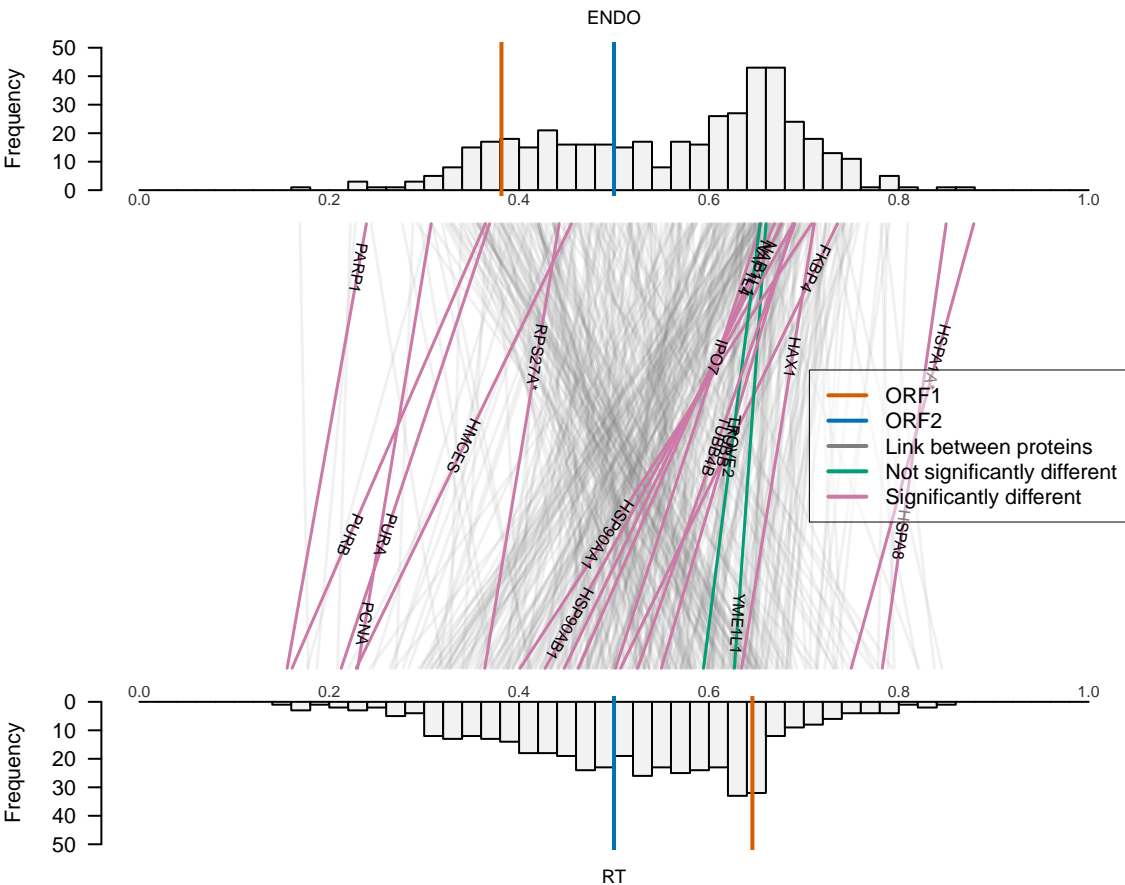 ENDO
Frequency
50
40
30
20
10
0
0.0 0.2 0.4 0.6 0.8 1.0
PARP1
NAP1L4
FKBP4
RPS27A*
IPO7
HAX1
HSPA1A*
HMCES
TUBB4B
TROVE2
ORF1
ORF2
Link between proteins
Not significantly different
Significantly different
PURB
PURA
HSP90AA1
HSPA8
PCNA
HSP90AB1
YME1L1
0.0 0.2 0.4 0.6 0.8 1.0
Frequency
0
10
20
30
40
50
RT